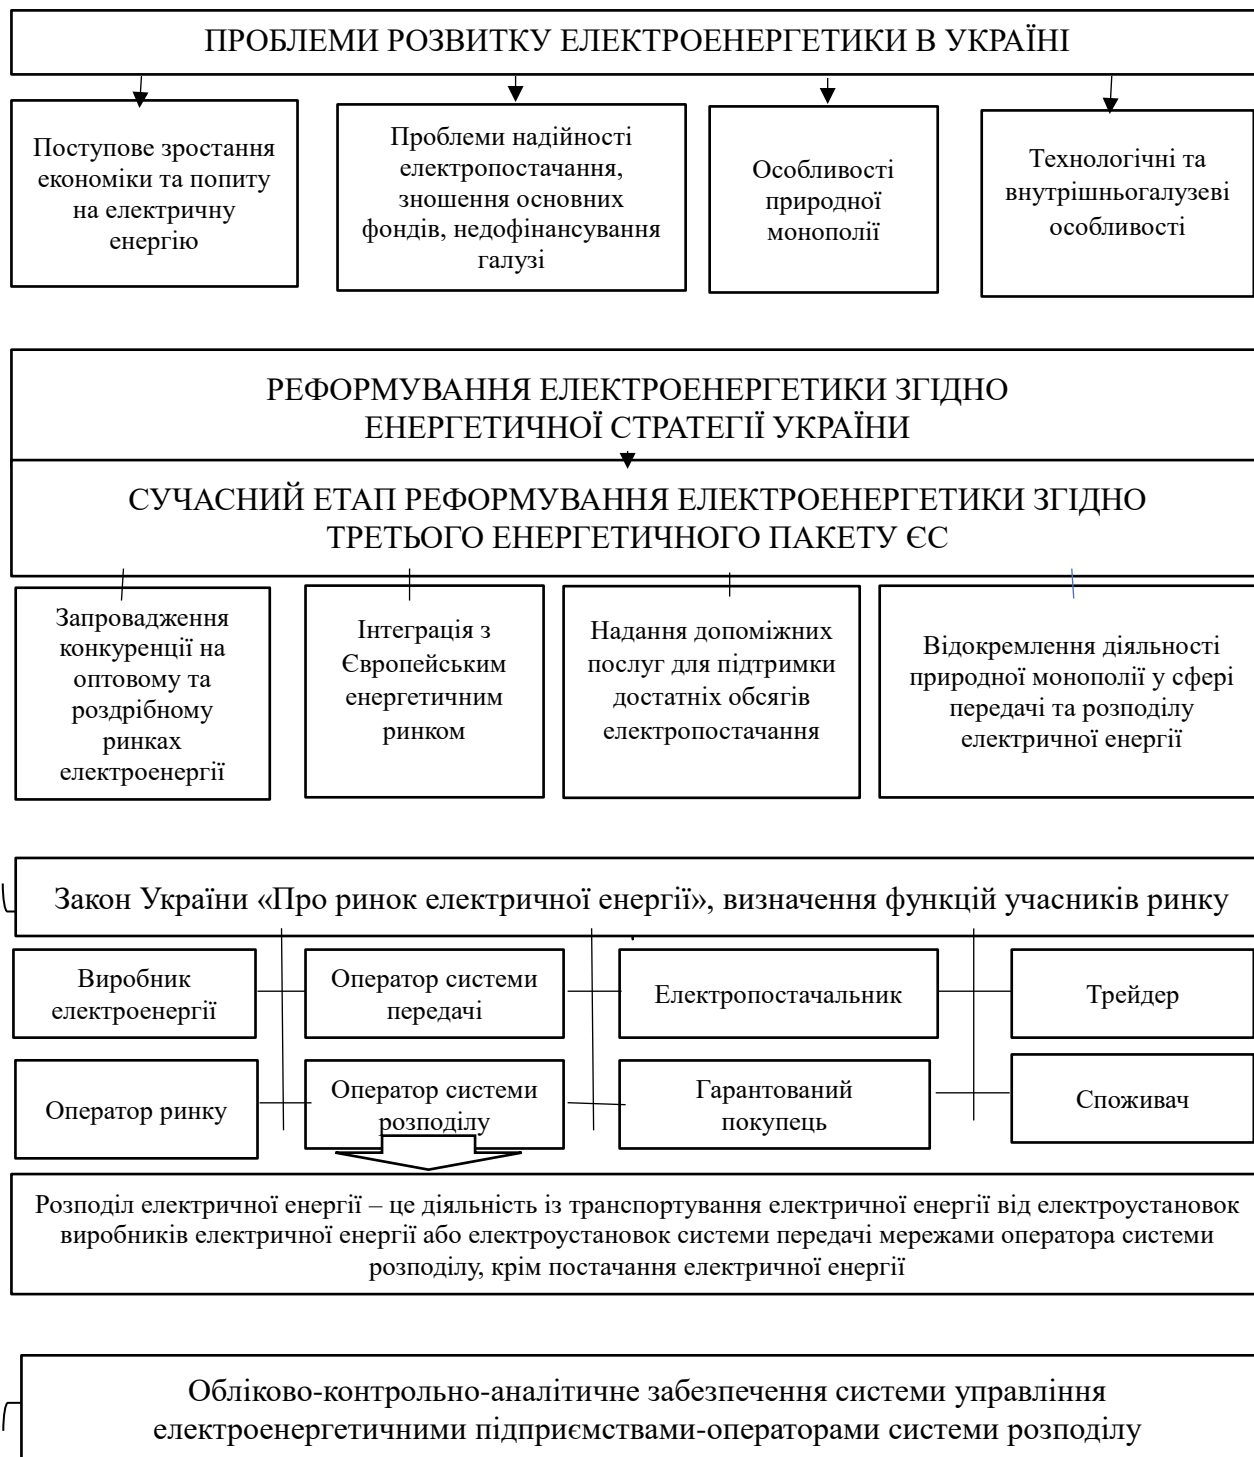 ПРОБЛЕМИ РОЗВИТКУ ЕЛЕКТРОЕНЕРГЕТИКИ В УКРАЇНІ
Поступове зростання
економіки та попиту
на електричну
енергію
Проблеми надійності
електропостачання,
зношення основних
фондів, недофінансування
галузі
Особливості
природної
монополії
Технологічні та
внутрішньогалузеві
особливості
РЕФОРМУВАННЯ ЕЛЕКТРОЕНЕРГЕТИКИ ЗГІДНО
ЕНЕРГЕТИЧНОЇ СТРАТЕГІЇ УКРАЇНИ
СУЧАСНИЙ ЕТАП РЕФОРМУВАННЯ ЕЛЕКТРОЕНЕРГЕТИКИ ЗГІДНО
ТРЕТЬОГО ЕНЕРГЕТИЧНОГО ПАКЕТУ ЄС
Запровадження
конкуренції на
оптовому та
роздрібному
ринках
електроенергії
Інтеграція з
Європейським
енергетичним
ринком
Надання допоміжних
послуг для підтримки
достатніх обсягів
електропостачання
Відокремлення діяльності
природної монополії у сфері
передачі та розподілу
електричної енергії
Закон України «Про ринок електричної енергії», визначення функцій учасників ринку
Виробник
електроенергії
Оператор системи
передачі
Електропостачальник
Трейдер
Оператор ринку
Оператор системи
розподілу
Гарантований
покупець
Споживач
Розподіл електричної енергії – це діяльність із транспортування електричної енергії від електроустановок
виробників електричної енергії або електроустановок системи передачі мережами оператора системи
розподілу, крім постачання електричної енергії
Обліково-контрольно-аналітичне забезпечення системи управління
електроенергетичними підприємствами-операторами системи розподілу